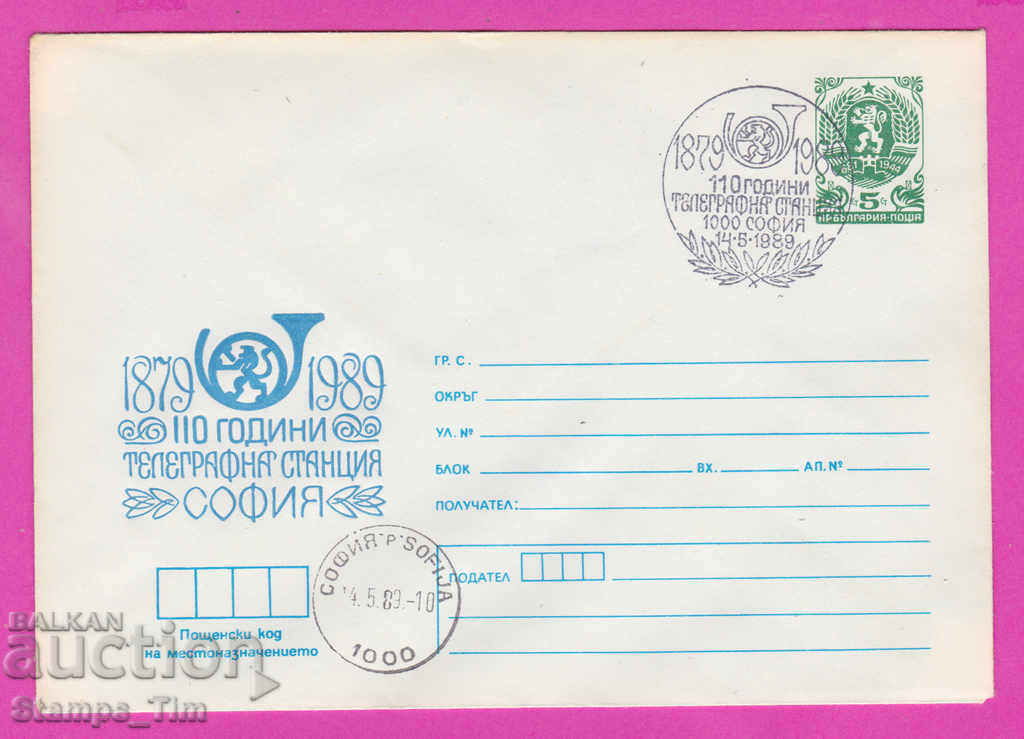 1879 1989
110 ГОДИНИ
ТЕЛЕГРАФНА СТАНЦИЯ
1000 СОФИЯ
14·5·1989
681 1944
5
НР БЪЛГАРИЯ·ПОЩА
1879 1989
110 ГОДИНИ
ТЕЛЕГРАФНА СТАНЦИЯ
СОФИЯ
ГР. С.
ОКРЪГ
УЛ. №
БЛОК ВХ. АП. №
ПОЛУЧАТЕЛ:
ПОДАТЕЛ
СОФИЯ "Р" SOFIJA
14.5.89.-10
1000
Пощенски код
на местоназначението
BALKAN
auction
Stamps_Tim